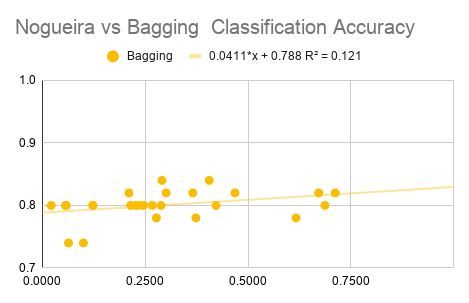 Nogueira vs Bagging  Classification Accuracy
Bagging 0.0411*x + 0.788 R² = 0.121
1.0
0.9
0.8
0.7
0.0000 0.2500 0.5000 0.7500